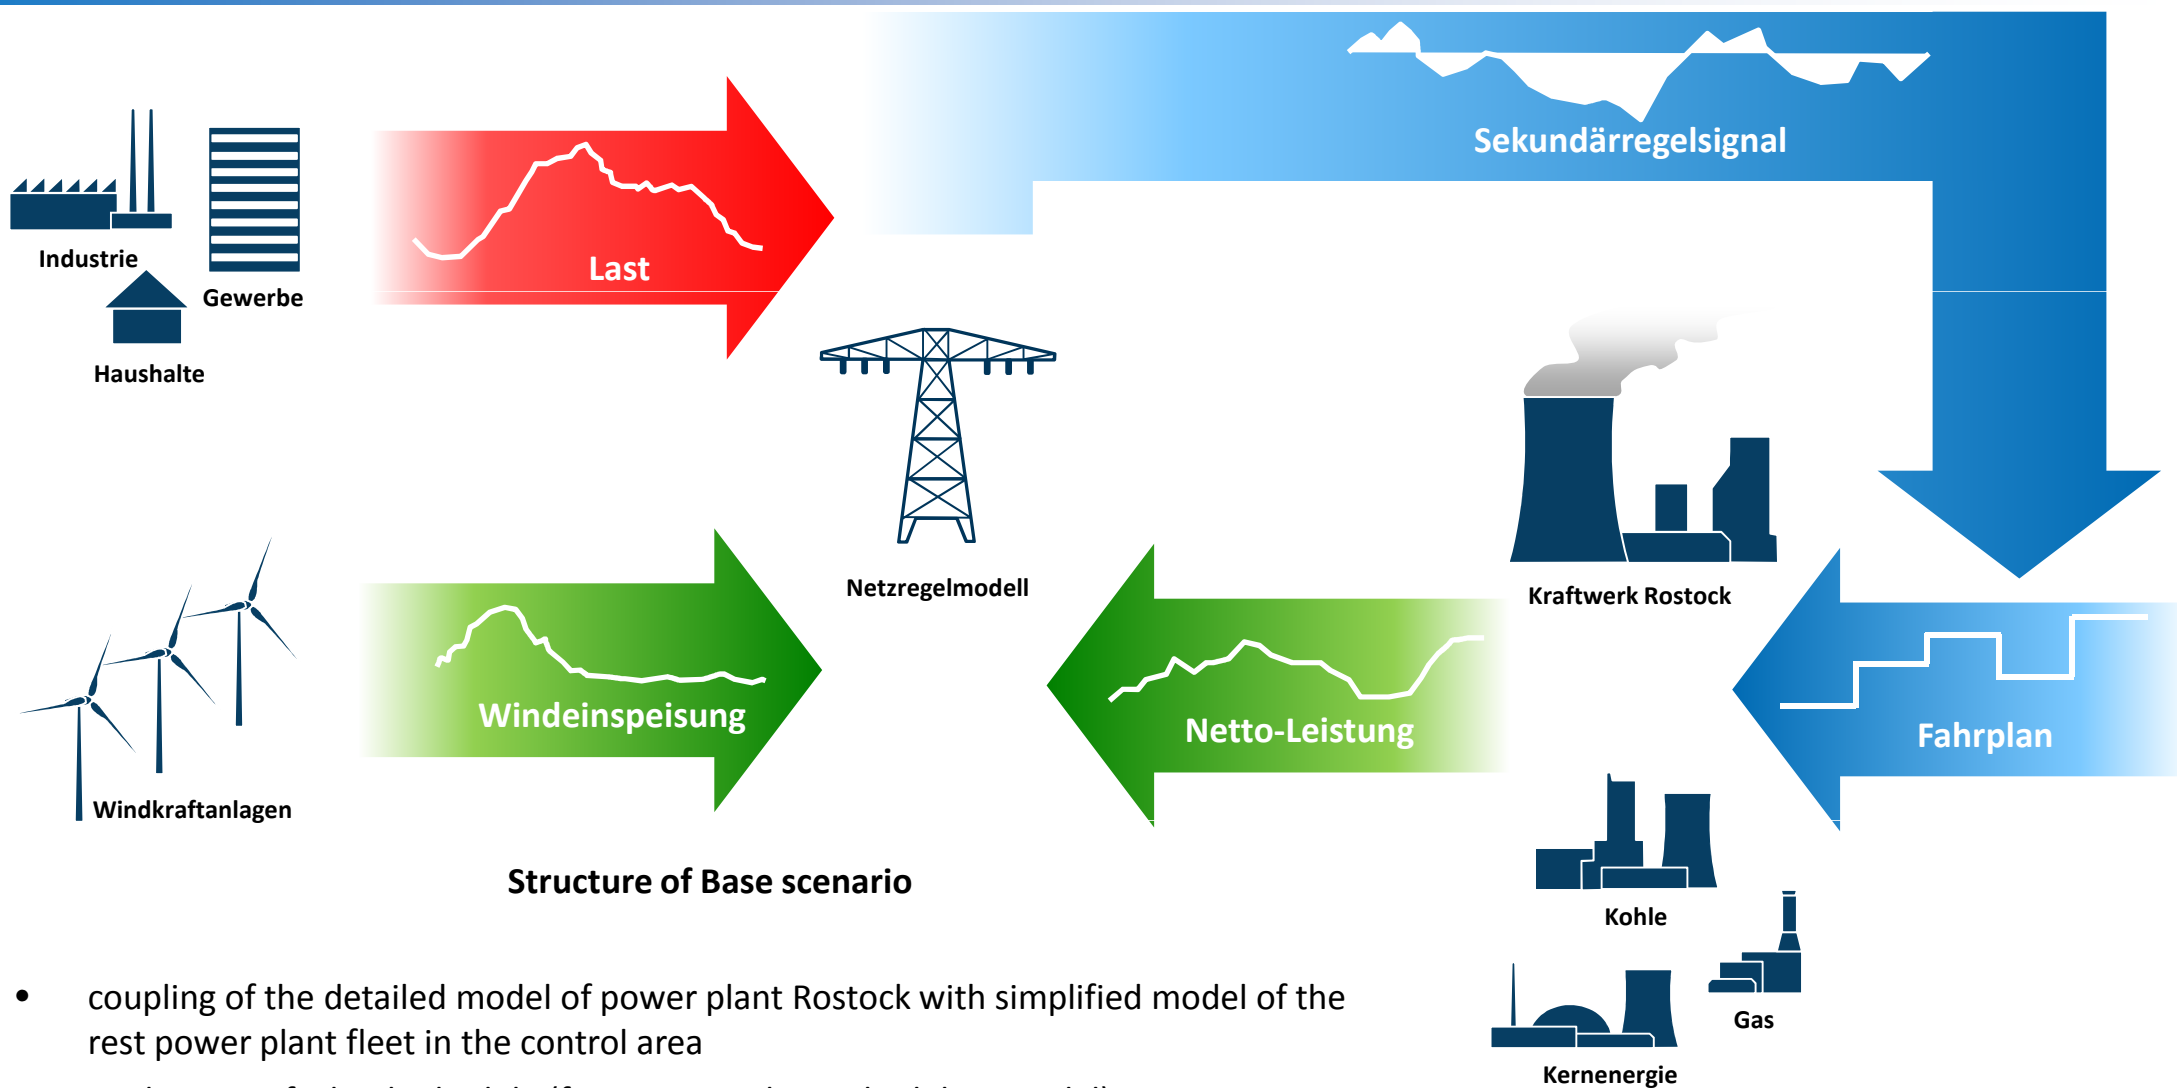 Sekundärregelsignal
Industrie
Gewerbe
Haushalte
Last
Netzregelmodell
Kraftwerk Rostock
Windeinspeisung
Netto-Leistung
Fahrplan
Windkraftanlagen
Structure of Base scenario
Kohle
Gas
Kernenergie
• coupling of the detailed model of power plant Rostock with simplified model of the
rest power plant fleet in the control area